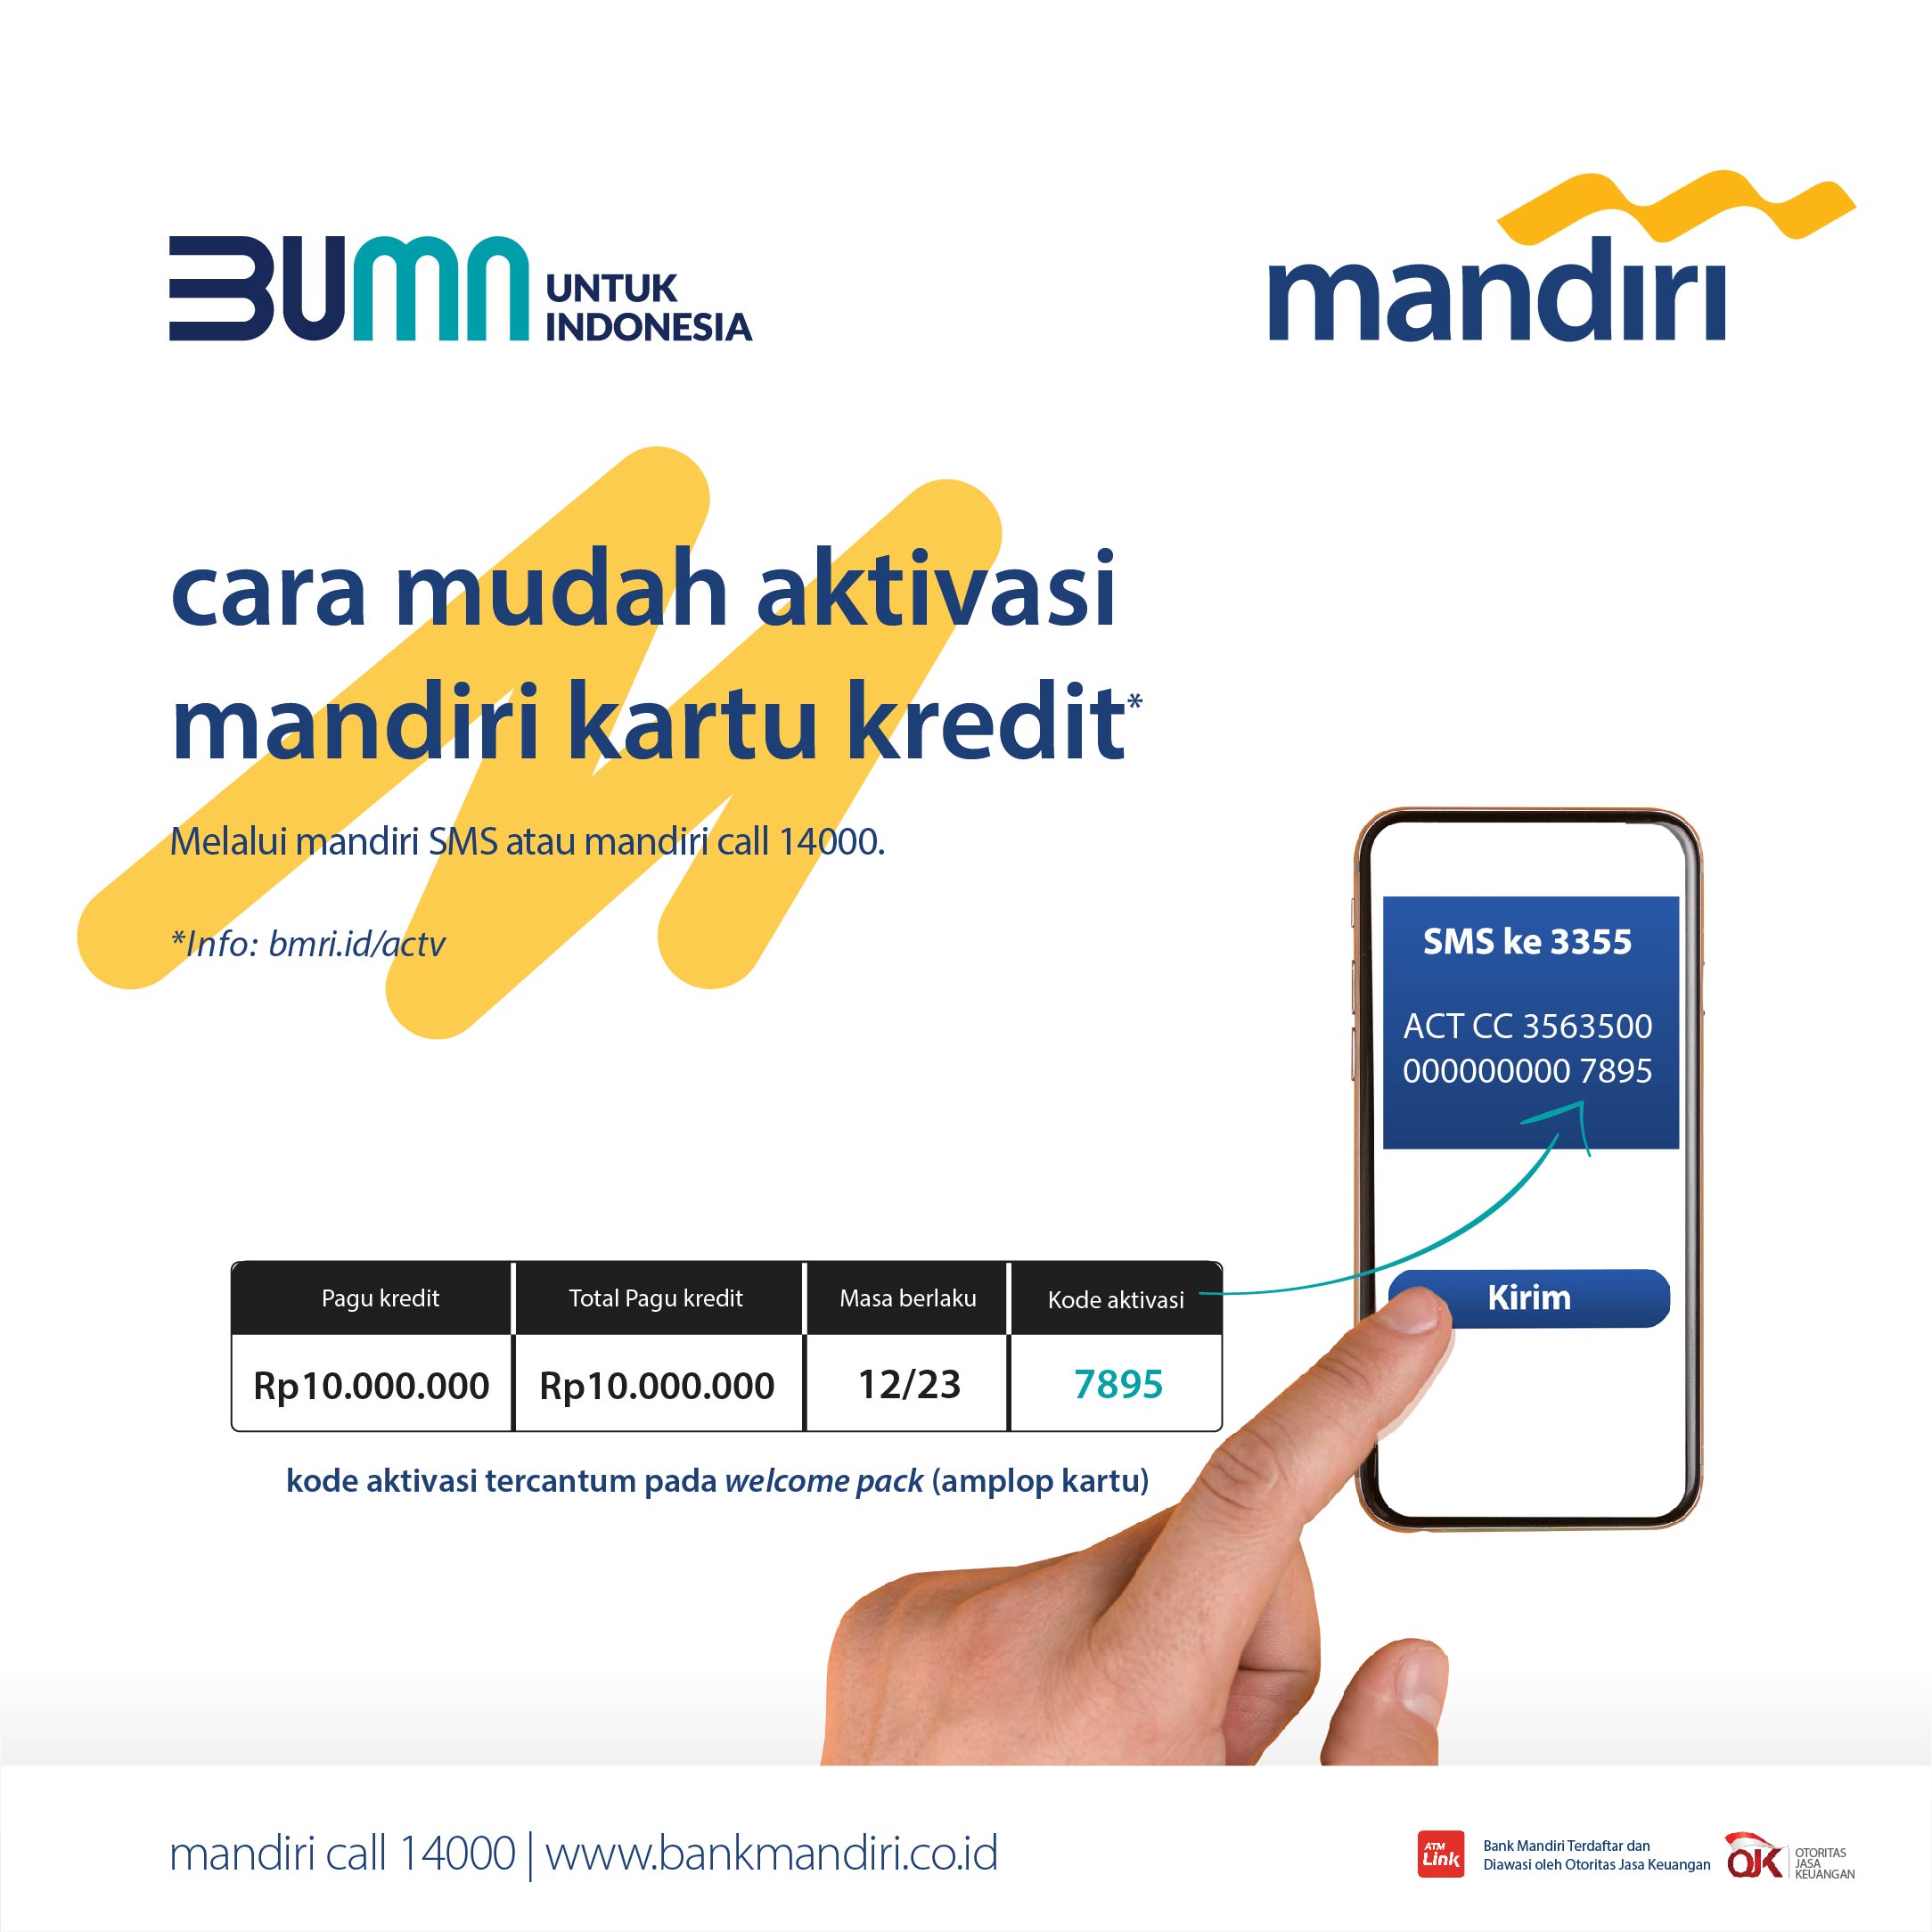 BUMN UNTUK
INDONESIA
mandiri
cara mudah aktivasi
mandiri kartu kredit*
Melalui mandiri SMS atau mandiri call 14000.
*Info: bmri.id/actv
SMS ke 3355
ACT CC 3563500
000000000 7895
Kirim
Pagu kredit Total Pagu kredit Masa berlaku Kode aktivasi
Rp10.000.000 Rp10.000.000 12/23 7895
kode aktivasi tercantum pada welcome pack (amplop kartu)
mandiri call 14000 | www.bankmandiri.co.id
ATM
Link
Bank Mandiri Terdaftar dan
Diawasi oleh Otoritas Jasa Keuangan
OJK
OTORITAS
JASA
KEUANGAN